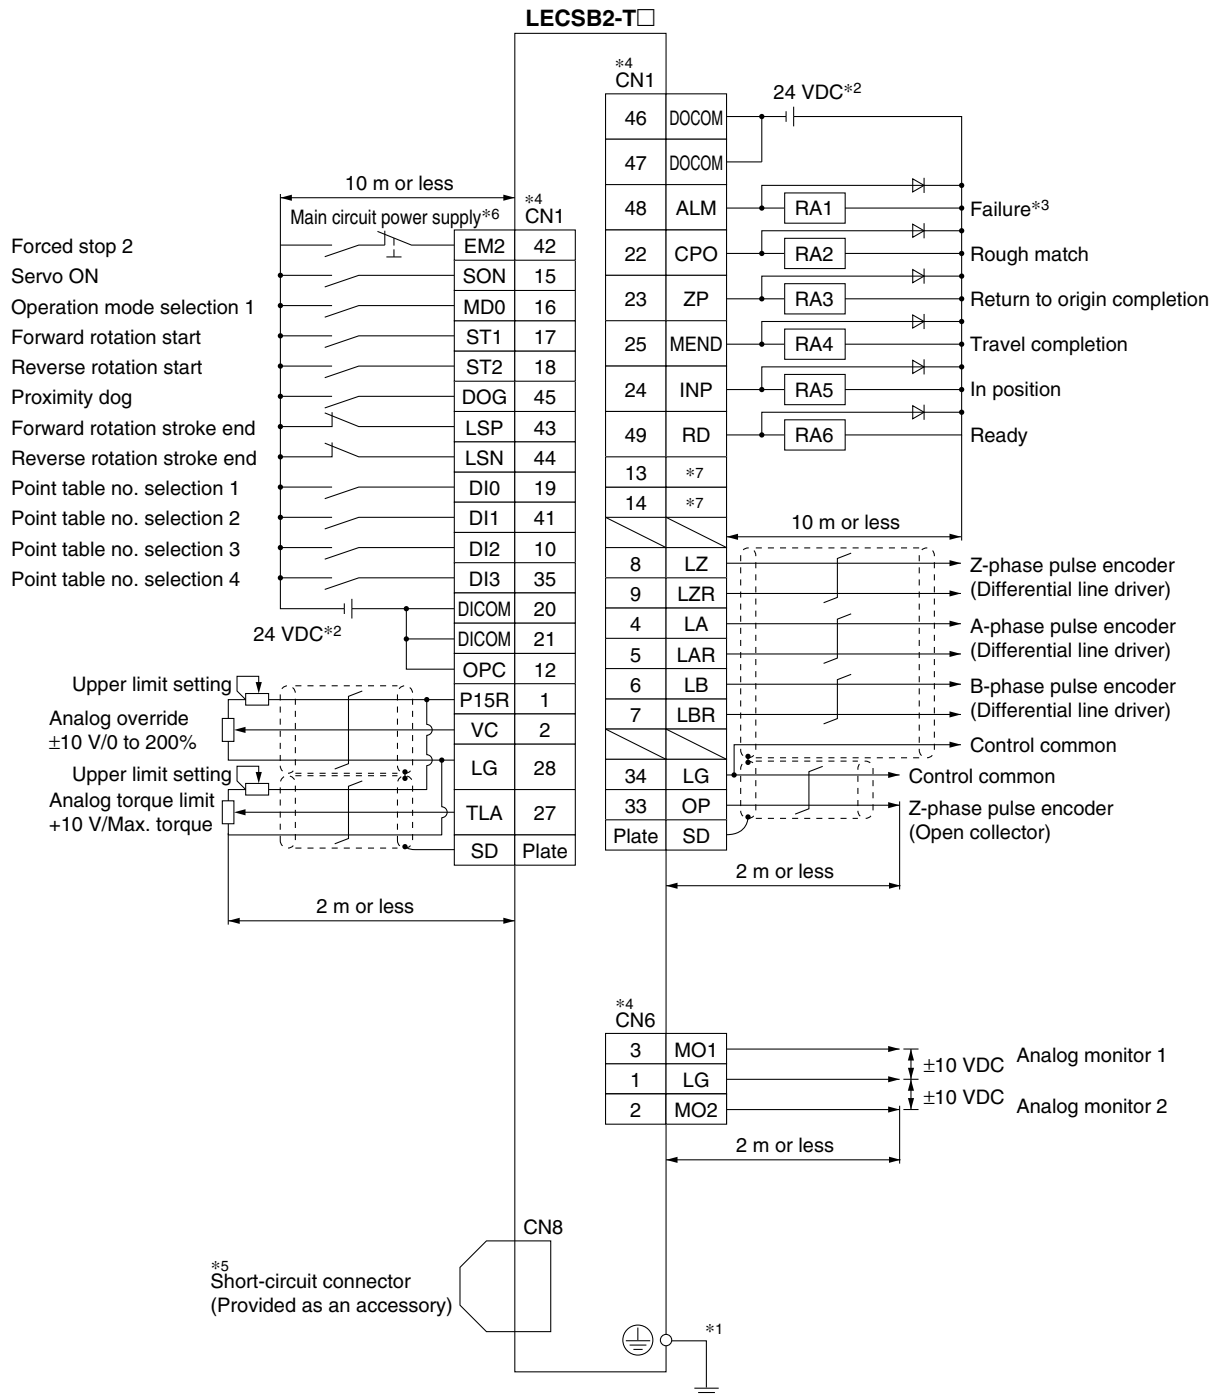 LECSB2-T□
*4
CN1
24 VDC*2
46 DOCOM
47 DOCOM
48 ALM RA1 Failure*3
22 CPO RA2 Rough match
23 ZP RA3 Return to origin completion
25 MEND RA4 Travel completion
24 INP RA5 In position
49 RD RA6 Ready
13 *7
14 *7
10 m or less
8 LZ Z-phase pulse encoder
9 LZR (Differential line driver)
4 LA A-phase pulse encoder
5 LAR (Differential line driver)
6 LB B-phase pulse encoder
7 LBR (Differential line driver)
Control common
34 LG Control common
33 OP Z-phase pulse encoder
(Open collector)
Plate SD
2 m or less
10 m or less
*4
CN1
Main circuit power supply*6
Forced stop 2 EM2 42
Servo ON SON 15
Operation mode selection 1 MD0 16
Forward rotation start ST1 17
Reverse rotation start ST2 18
Proximity dog DOG 45
Forward rotation stroke end LSP 43
Reverse rotation stroke end LSN 44
Point table no. selection 1 DI0 19
Point table no. selection 2 DI1 41
Point table no. selection 3 DI2 10
Point table no. selection 4 DI3 35
DICOM 20
24 VDC*2
DICOM 21
OPC 12
Upper limit setting P15R 1
Analog override
±10 V/0 to 200%
VC 2
LG 28
Upper limit setting
Analog torque limit
+10 V/Max. torque
TLA 27
SD Plate
2 m or less
*4
CN6
3 MO1 Analog monitor 1
±10 VDC
1 LG
±10 VDC
2 MO2 Analog monitor 2
2 m or less
CN8
*5
Short-circuit connector
(Provided as an accessory)
*1